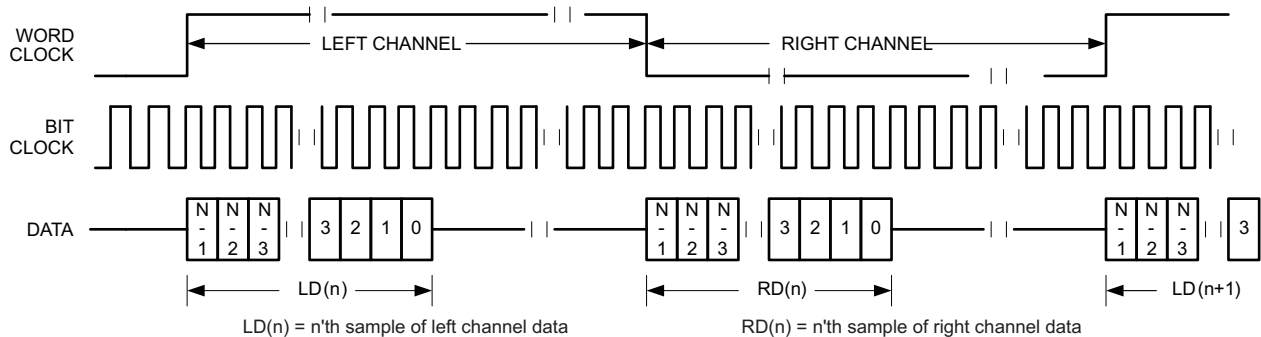 WORD
CLOCK
LEFT CHANNEL
RIGHT CHANNEL
BIT
CLOCK
DATA
N
-
1
N
-
2
N
-
3
3
2
1
0
N
-
1
N
-
2
N
-
3
3
2
1
0
N
-
1
N
-
2
N
-
3
3
LD(n)
RD(n)
LD(n+1)
LD(n) = n'th sample of left channel data
RD(n) = n'th sample of right channel data